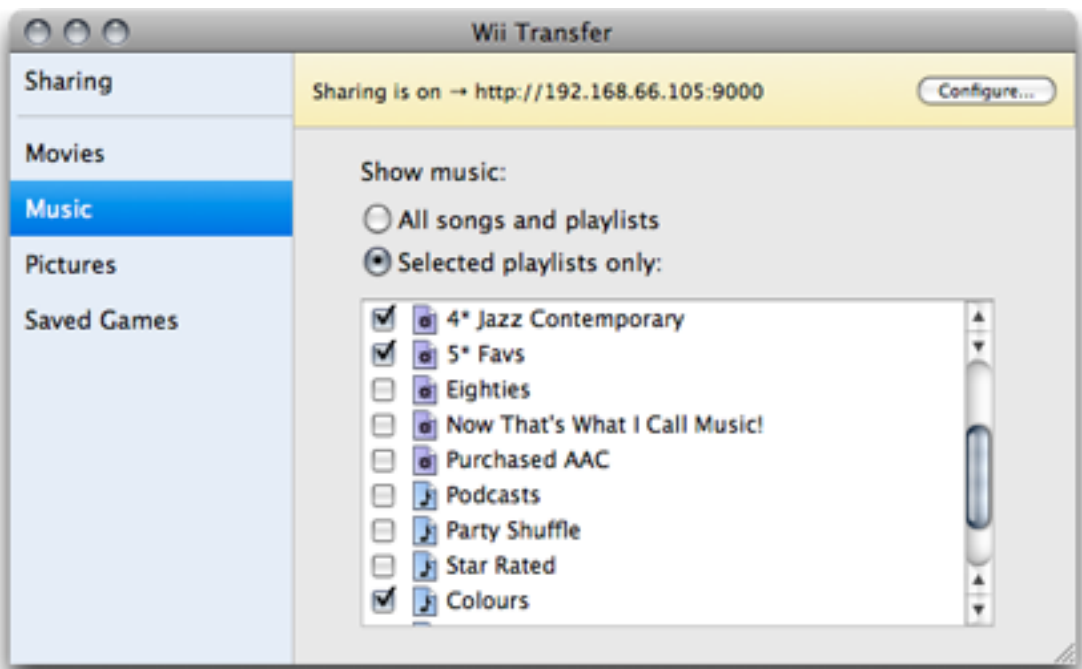 Wii Transfer
Sharing
Sharing is on → http://192.168.66.105:9000
Configure...
Movies
Music
Pictures
Saved Games
Show music:
All songs and playlists
Selected playlists only:
4* Jazz Contemporary
5* Favs
Eighties
Now That's What I Call Music!
Purchased AAC
Podcasts
Party Shuffle
Star Rated
Colours